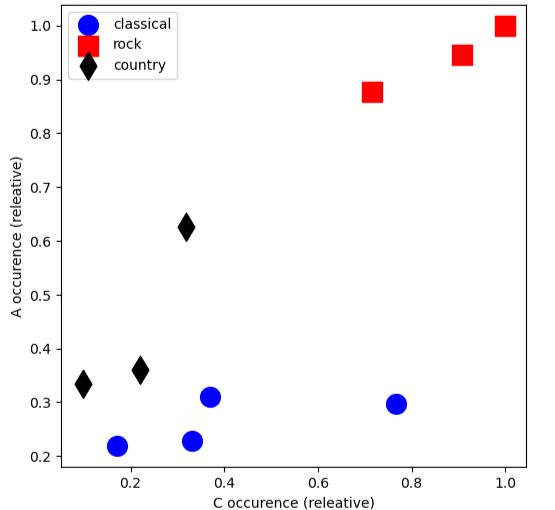 classical
rock
country
1.0
0.9
0.8
0.7
0.6
0.5
0.4
0.3
0.2
A occurence (releative)
0.2 0.4 0.6 0.8 1.0
C occurence (releative)